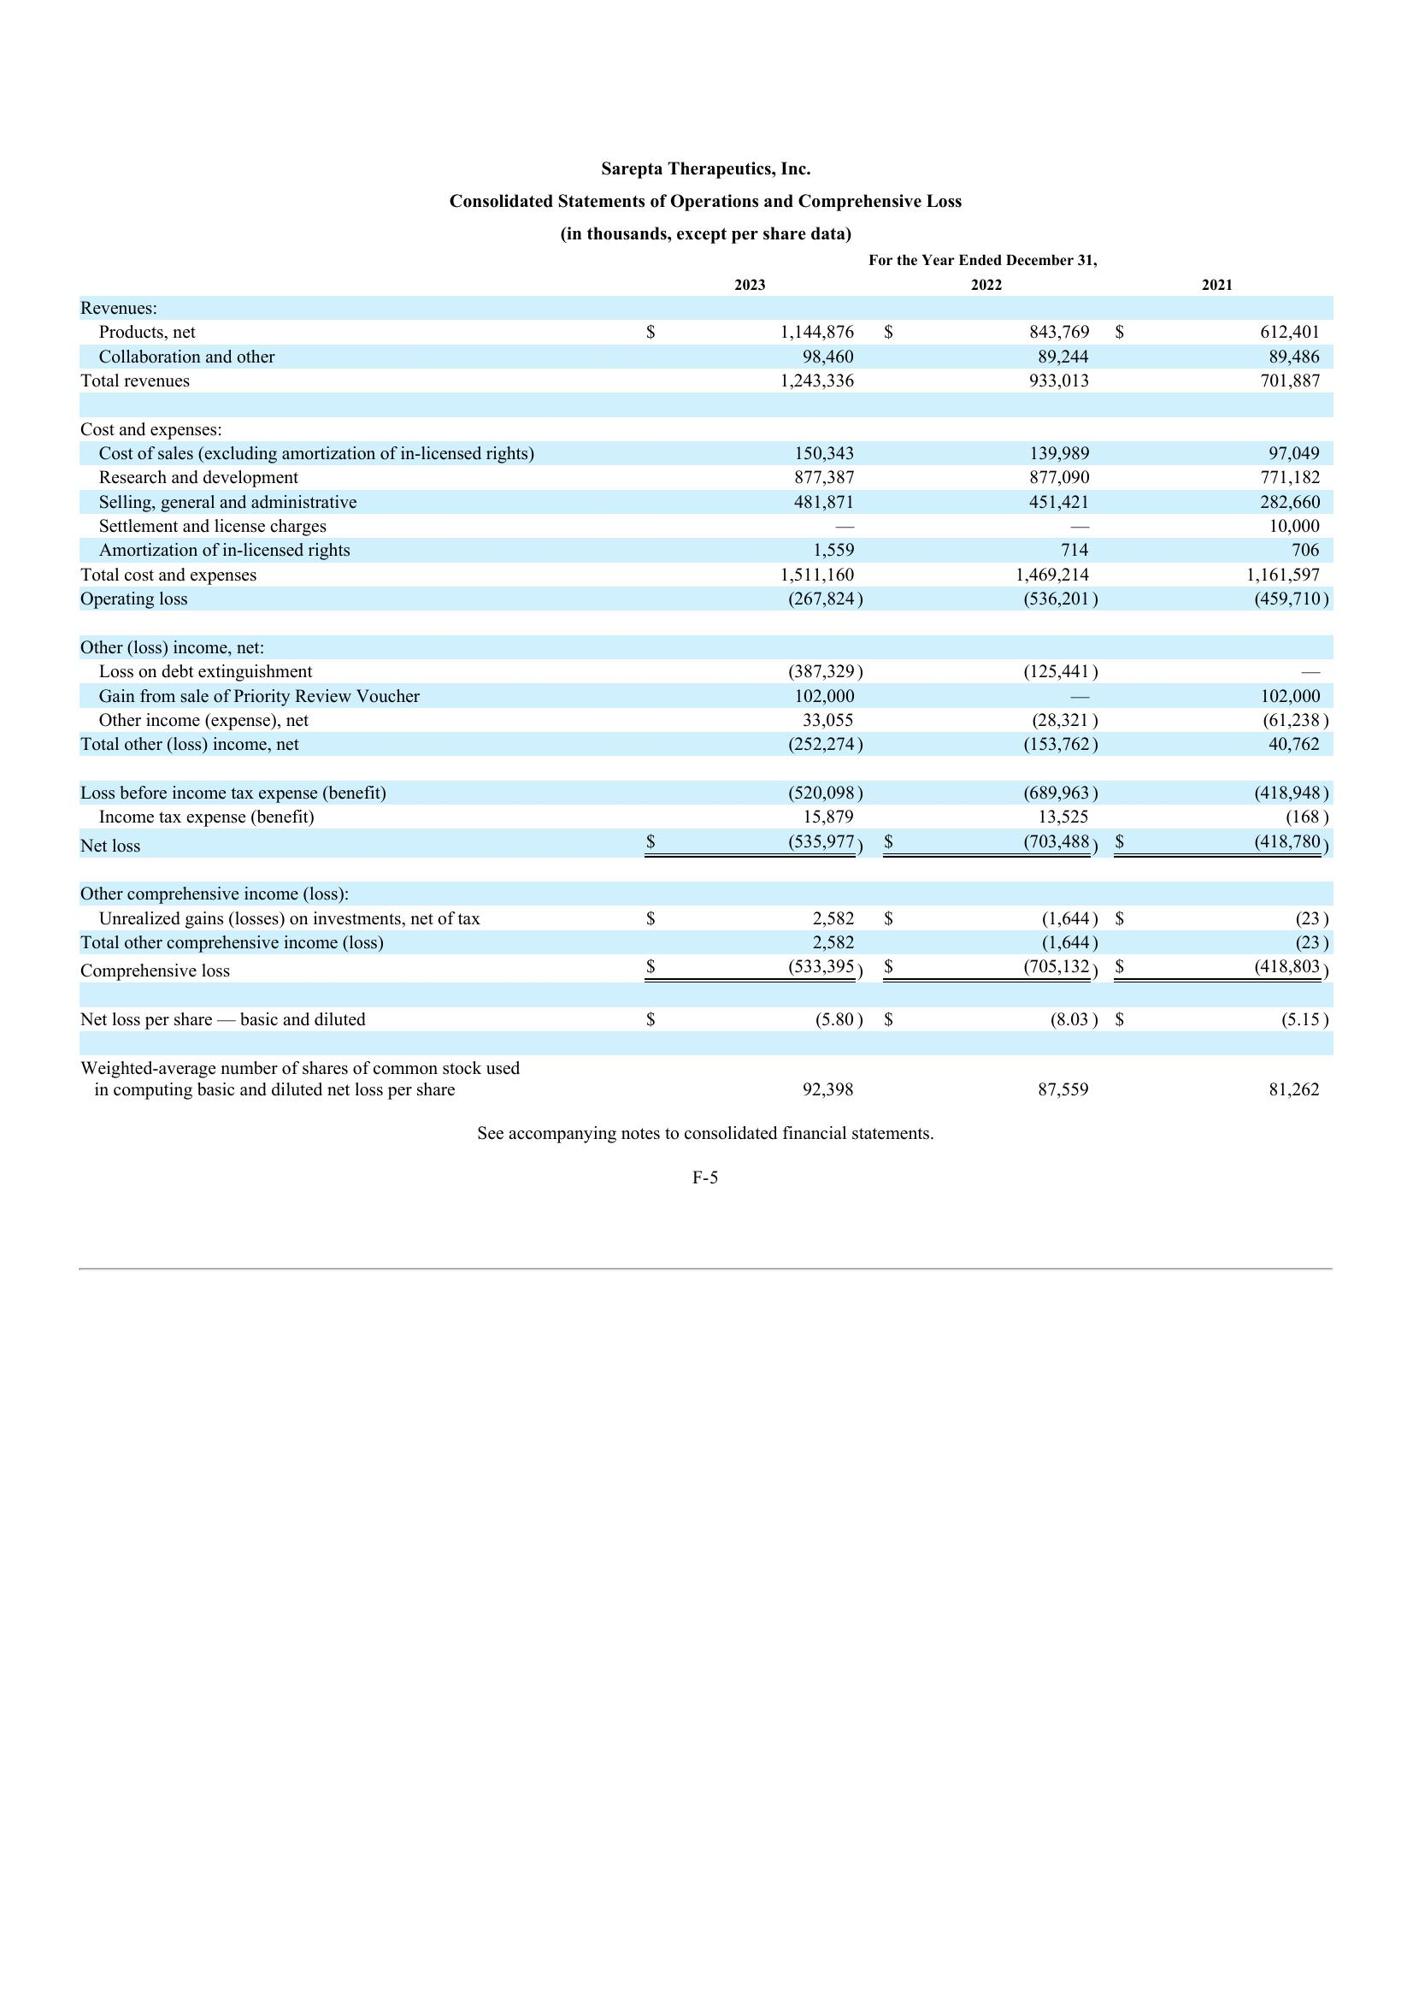 Sarepta Therapeutics, Inc.
Consolidated Statements of Operations and Comprehensive Loss
(in thousands, except per share data)
For the Year Ended December 31,
2023 2022 2021
Revenues:
Products, net $ 1,144,876 $ 843,769 $ 612,401
Collaboration and other 98,460 89,244 89,486
Total revenues 1,243,336 933,013 701,887
Cost and expenses:
Cost of sales (excluding amortization of in-licensed rights) 150,343 139,989 97,049
Research and development 877,387 877,090 771,182
Selling, general and administrative 481,871 451,421 282,660
Settlement and license charges — — 10,000
Amortization of in-licensed rights 1,559 714 706
Total cost and expenses 1,511,160 1,469,214 1,161,597
Operating loss (267,824 ) (536,201 ) (459,710 )
Other (loss) income, net:
Loss on debt extinguishment (387,329 ) (125,441 ) —
Gain from sale of Priority Review Voucher 102,000 — 102,000
Other income (expense), net 33,055 (28,321 ) (61,238 )
Total other (loss) income, net (252,274 ) (153,762 ) 40,762
Loss before income tax expense (benefit) (520,098 ) (689,963 ) (418,948 )
Income tax expense (benefit) 15,879 13,525 (168 )
Net loss $ (535,977 ) $ (703,488 ) $ (418,780 )
Other comprehensive income (loss):
Unrealized gains (losses) on investments, net of tax $ 2,582 $ (1,644 ) $ (23 )
Total other comprehensive income (loss) 2,582 (1,644 ) (23 )
Comprehensive loss $ (533,395 ) $ (705,132 ) $ (418,803 )
Net loss per share — basic and diluted $ (5.80 ) $ (8.03 ) $ (5.15 )
Weighted-average number of shares of common stock used
in computing basic and diluted net loss per share 92,398 87,559 81,262
See accompanying notes to consolidated financial statements.
F-5